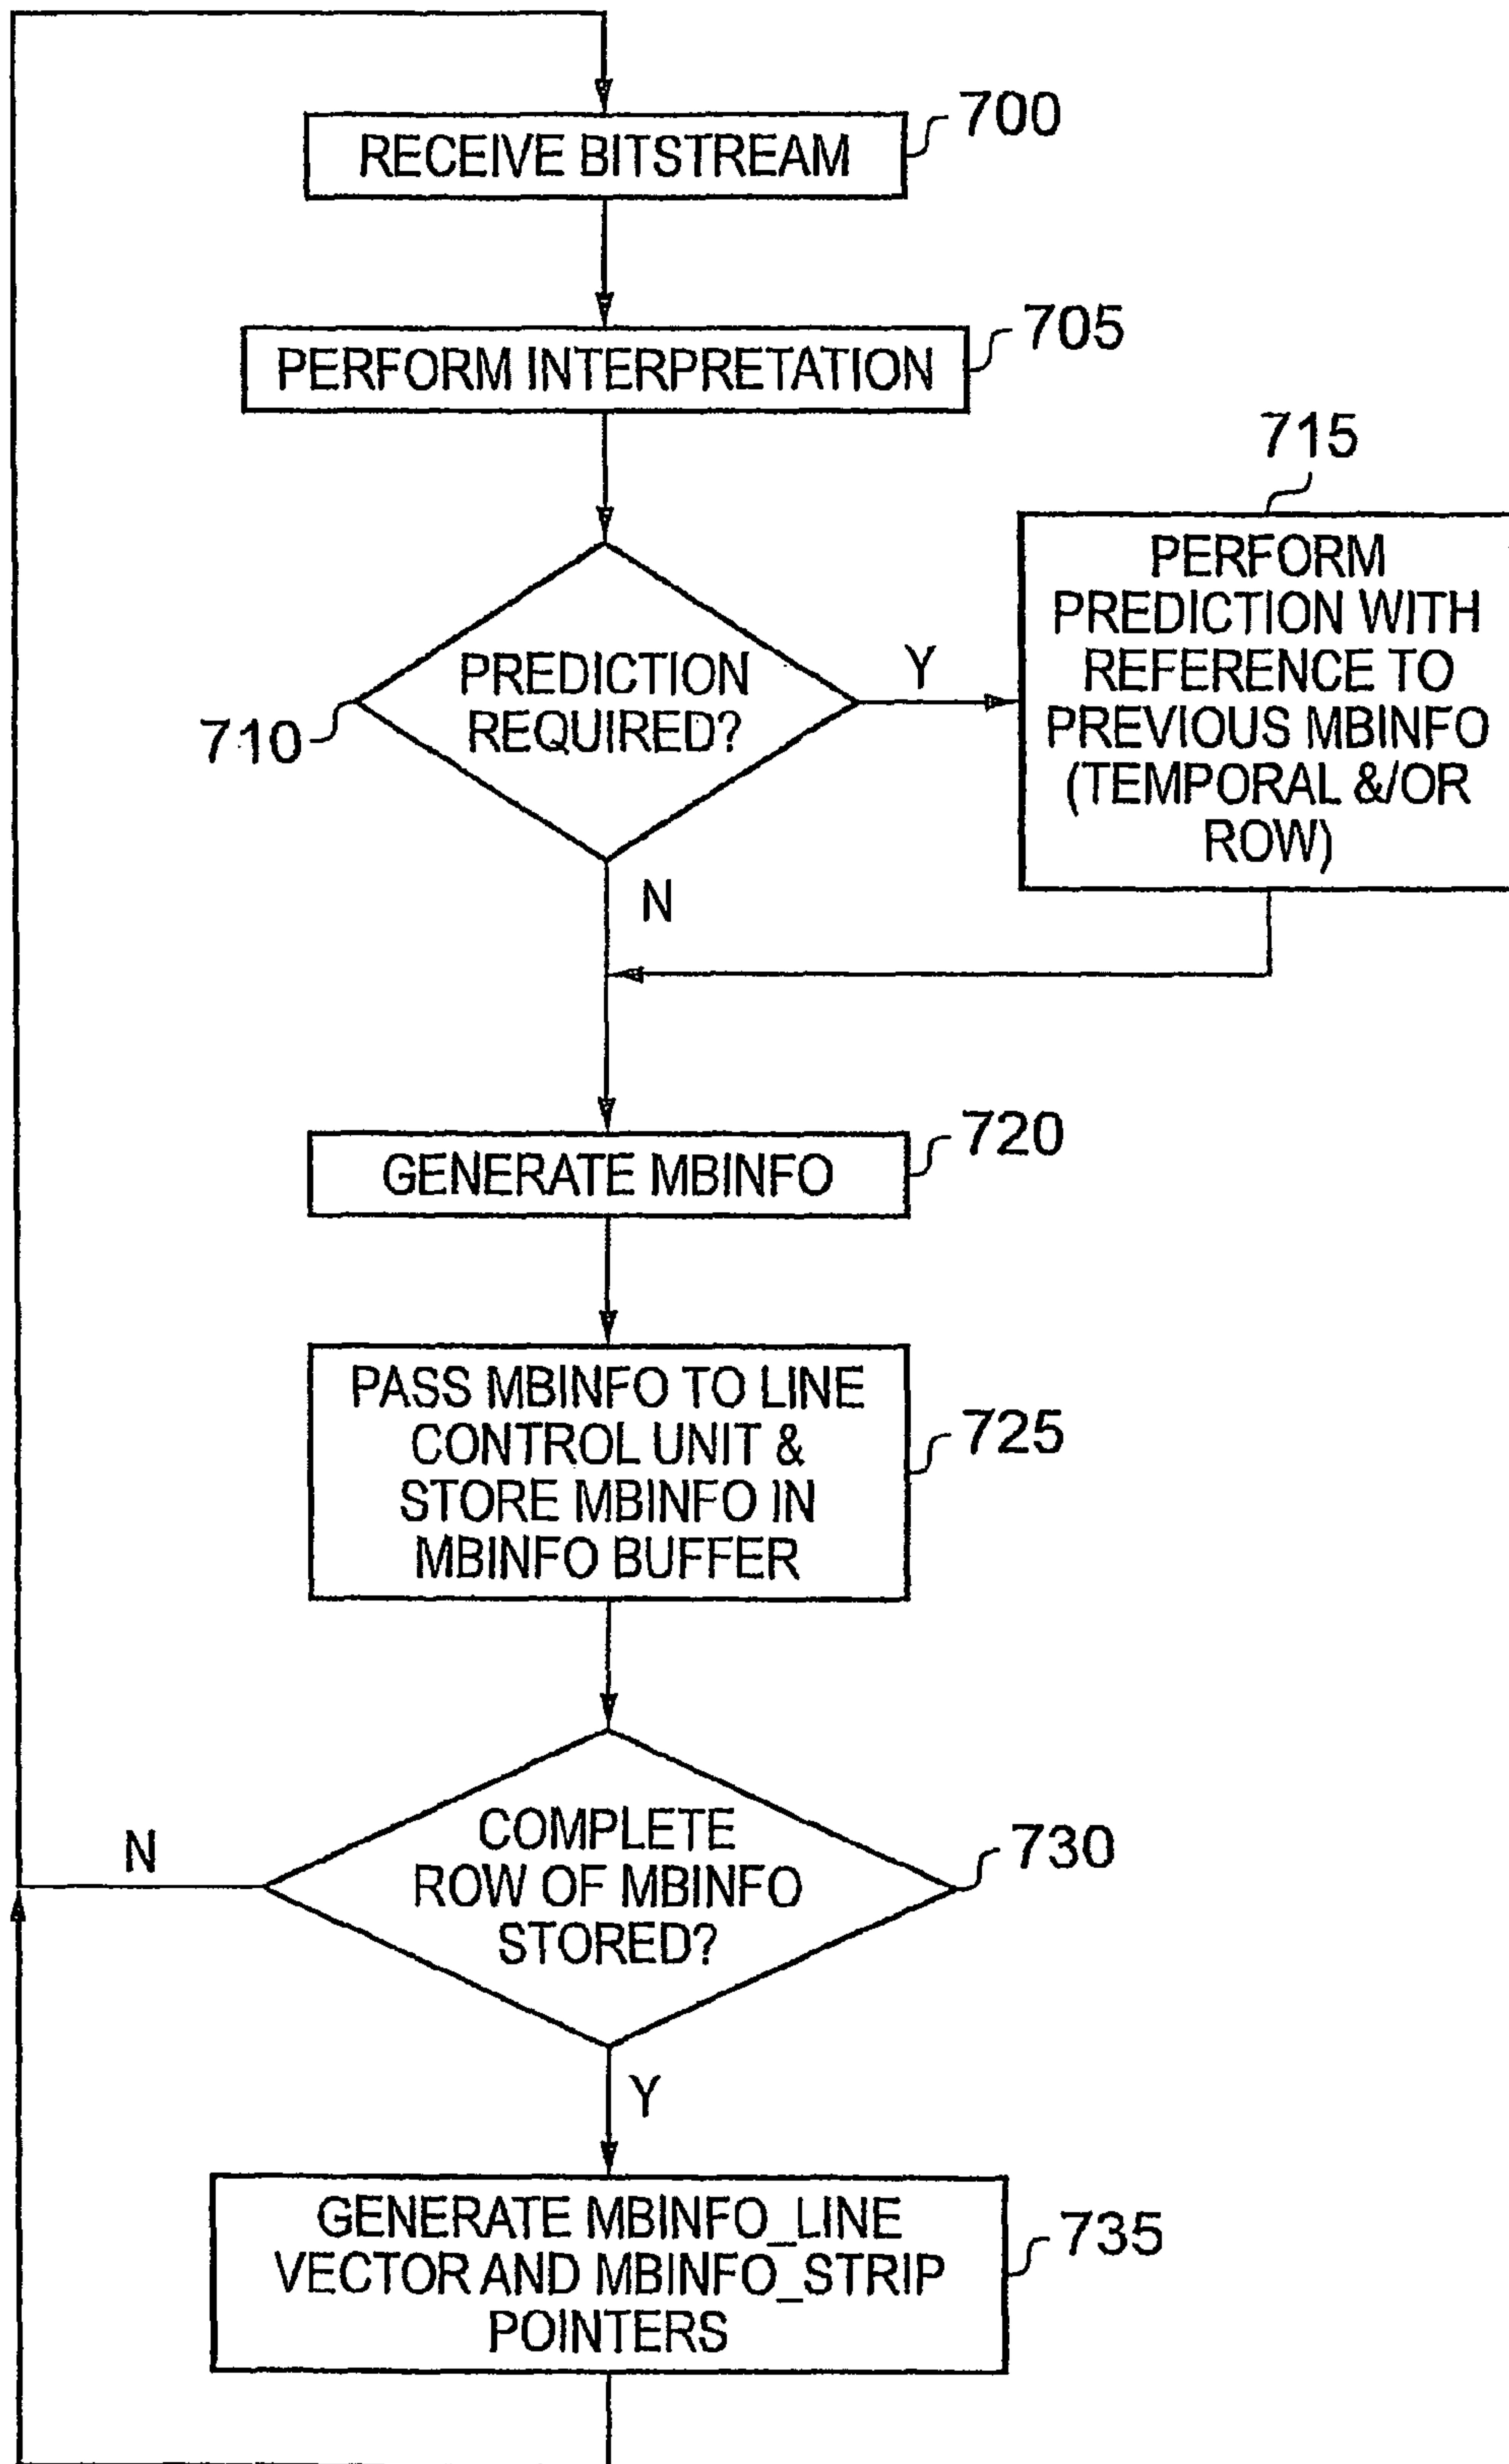 700
RECEIVE BITSTREAM
705
PERFORM INTERPRETATION
715
PERFORM
PREDICTION WITH
REFERENCE TO
PREVIOUS MBINFO
(TEMPORAL &/OR
ROW)
710
PREDICTION
REQUIRED?
Y
N
720
GENERATE MBINFO
725
PASS MBINFO TO LINE
CONTROL UNIT &
STORE MBINFO IN
MBINFO BUFFER
730
COMPLETE
ROW OF MBINFO
STORED?
N
Y
735
GENERATE MBINFO_LINE
VECTOR AND MBINFO_STRIP
POINTERS